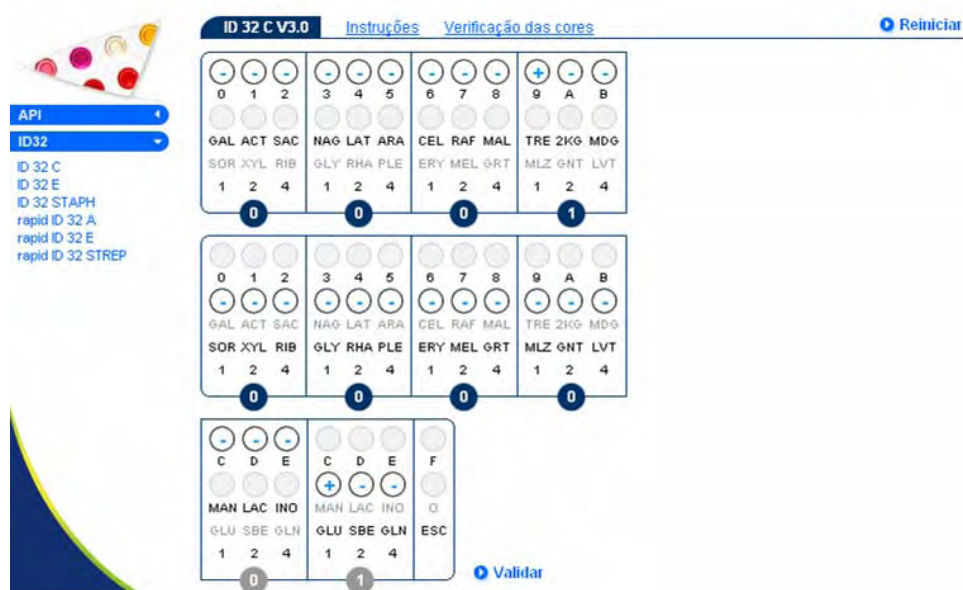 ID 32 C V3.0 Instruções Verificação das cores Reiniciar
API
ID32
ID 32 C
ID 32 E
ID 32 STAPH
rapid ID 32 A
rapid ID 32 E
rapid ID 32 STREP
- - - - - - - - - + - -
0 1 2 3 4 5 6 7 8 9 A B
GAL ACT SAC NAG LAT ARA CEL RAF MAL TRE 2KG MDG
SOR XYL RIB GLY RHA PLE ERY MEL GRT MLZ GNT LVT
1 2 4 1 2 4 1 2 4 1 2 4
0 0 0 1
0 1 2 3 4 5 6 7 8 9 A B
- - - - - - - - - - - -
GAL ACT SAC NAG LAT ARA CEL RAF MAL TRE 2KG MDG
SOR XYL RIB GLY RHA PLE ERY MEL GRT MLZ GNT LVT
1 2 4 1 2 4 1 2 4 1 2 4
0 0 0 0
- - -
C D E C D E F
+ - -
MAN LAC INO MAN LAC INO O
GLU SBE GLN GLU SBE GLN ESC
1 2 4 1 2 4
0 1
Validar